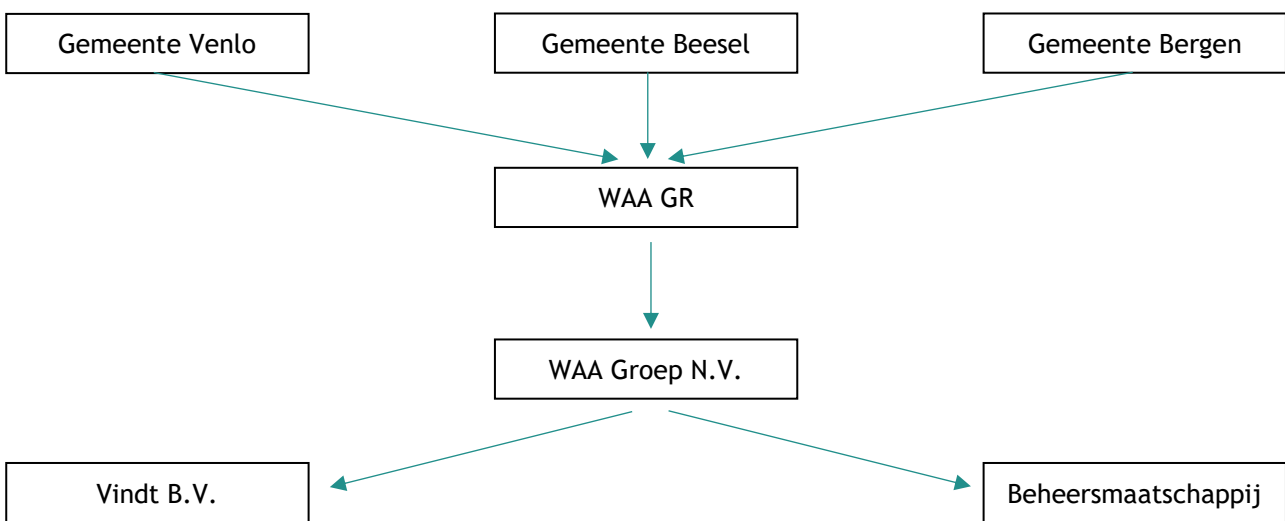 Gemeente Venlo
Gemeente Beesel
Gemeente Bergen
WAA GR
WAA Groep N.V.
Vindt B.V.
Beheersmaatschappij